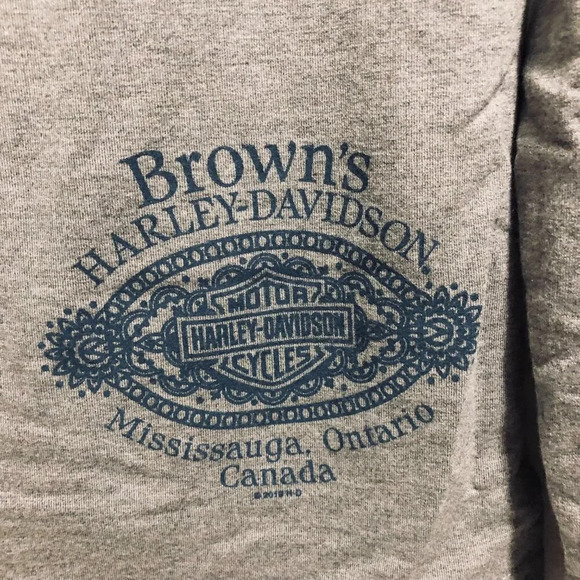 Brown's
HARLEY-DAVIDSON
MOTOR
HARLEY-DAVIDSON
CYCLES
Mississauga, Ontario
Canada